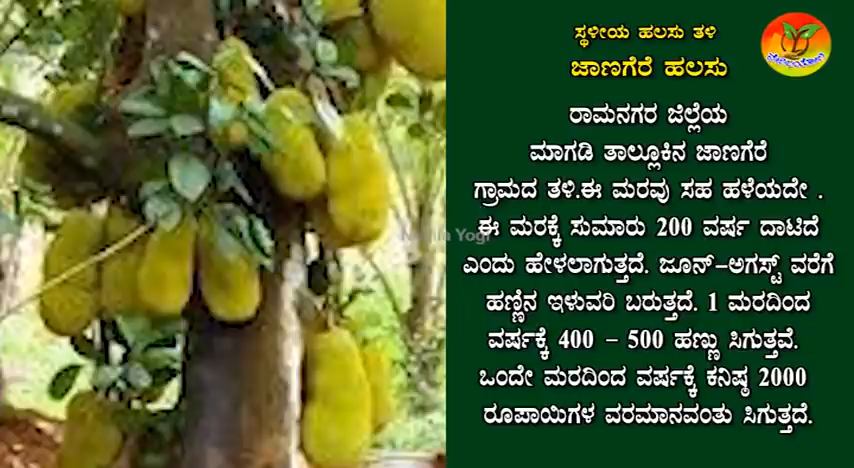 ಸ್ಥಳೀಯ ಹಲಸು ತಳಿ
ಜಾಣಗೆರೆ ಹಲಸು
ರಾಮನಗರ ಜಿಲ್ಲೆಯ
ಮಾಗಡಿ ತಾಲ್ಲೂಕಿನ ಜಾಣಗೆರೆ
ಗ್ರಾಮದ ತಳಿ.ಈ ಮರವು ಸಹ ಹಳೆಯದೇ .
ಈ ಮರಕ್ಕೆ ಸುಮಾರು 200 ವರ್ಷ ದಾಟಿದೆ
ಎಂದು ಹೇಳಲಾಗುತ್ತದೆ. ಜೂನ್-ಅಗಸ್ಟ್ ವರೆಗೆ
ಹಣ್ಣಿನ ಇಳುವರಿ ಬರುತ್ತದೆ. 1 ಮರದಿಂದ
ವರ್ಷಕ್ಕೆ 400 - 500 ಹಣ್ಣು ಸಿಗುತ್ತವೆ.
ಒಂದೇ ಮರದಿಂದ ವರ್ಷಕ್ಕೆ ಕನಿಷ್ಠ 2000
ರೂಪಾಯಿಗಳ ವರಮಾನವಂತು ಸಿಗುತ್ತದೆ.